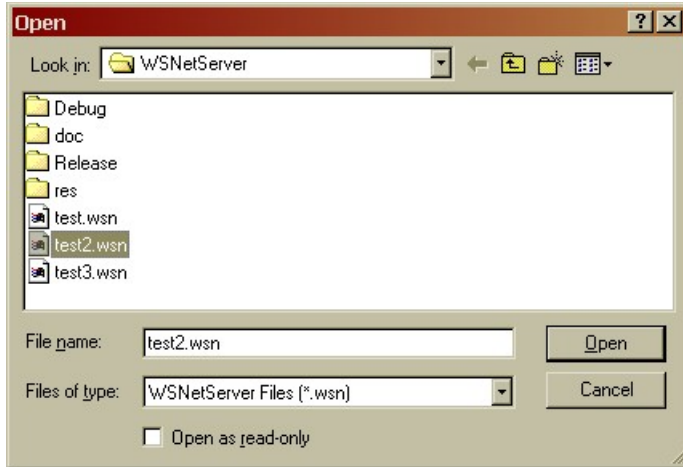 Open
Look in: WSNetServer
Debug
doc
Release
res
test.wsn
test2.wsn
test3.wsn
File name: test2.wsn Open
Files of type: WSNetServer Files (*.wsn) Cancel
Open as read-only